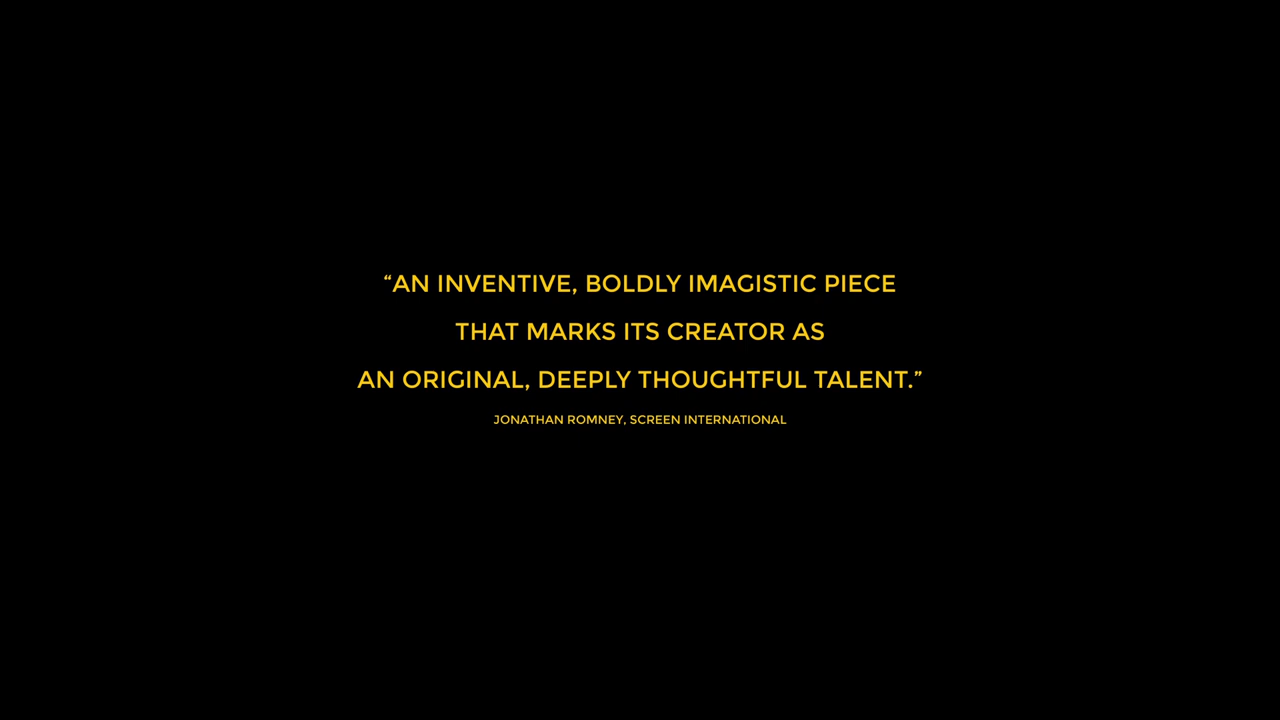 “AN INVENTIVE, BOLDLY IMAGISTIC PIECE
THAT MARKS ITS CREATOR AS
AN ORIGINAL, DEEPLY THOUGHTFUL TALENT.”
JONATHAN ROMNEY, SCREEN INTERNATIONAL